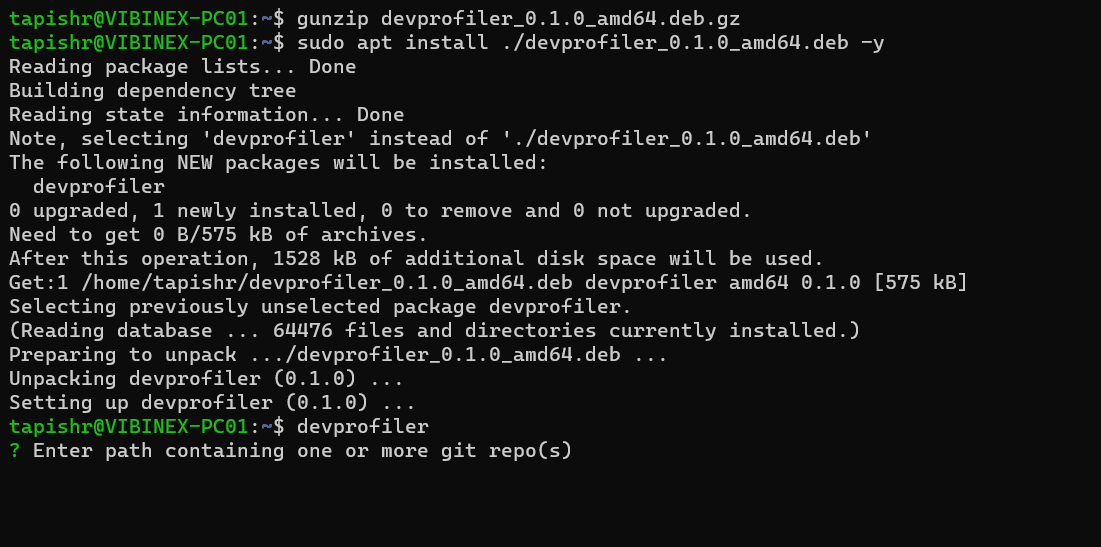 tapishr@VIBINEX-PC01:~$ gunzip devprofiler_0.1.0_amd64.deb.gz
tapishr@VIBINEX-PC01:~$ sudo apt install ./devprofiler_0.1.0_amd64.deb -y
Reading package lists... Done
Building dependency tree
Reading state information... Done
Note, selecting 'devprofiler' instead of './devprofiler_0.1.0_amd64.deb'
The following NEW packages will be installed:
  devprofiler
0 upgraded, 1 newly installed, 0 to remove and 0 not upgraded.
Need to get 0 B/575 kB of archives.
After this operation, 1528 kB of additional disk space will be used.
Get:1 /home/tapishr/devprofiler_0.1.0_amd64.deb devprofiler amd64 0.1.0 [575 kB]
Selecting previously unselected package devprofiler.
(Reading database ... 64476 files and directories currently installed.)
Preparing to unpack .../devprofiler_0.1.0_amd64.deb ...
Unpacking devprofiler (0.1.0) ...
Setting up devprofiler (0.1.0) ...
tapishr@VIBINEX-PC01:~$ devprofiler
? Enter path containing one or more git repo(s)